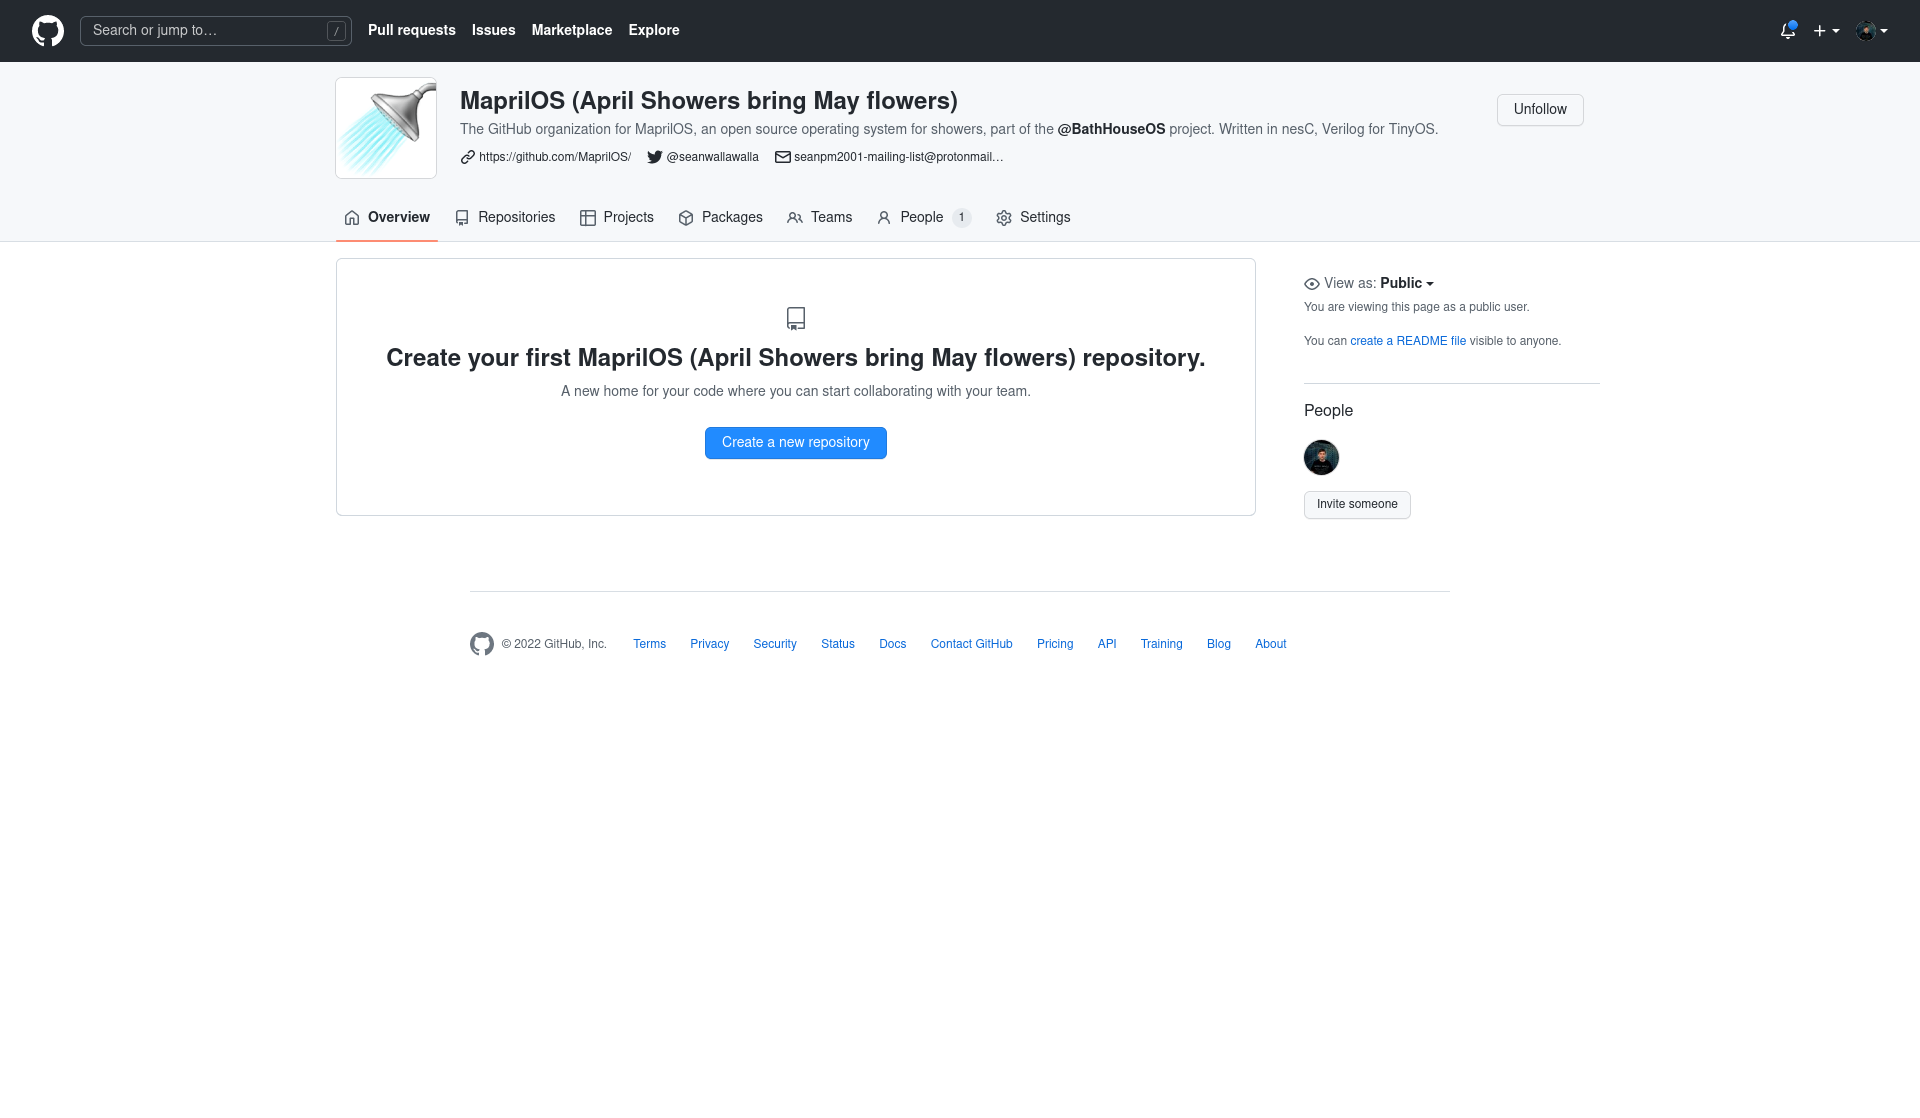 Search or jump to… /
Pull requests Issues Marketplace Explore
MaprilOS (April Showers bring May flowers)
The GitHub organization for MaprilOS, an open source operating system for showers, part of the @BathHouseOS project. Written in nesC, Verilog for TinyOS.
https://github.com/MaprilOS/ @seanwallawalla seanpm2001-mailing-list@protonmail…
Unfollow
Overview Repositories Projects Packages Teams People 1 Settings
Create your first MaprilOS (April Showers bring May flowers) repository.
A new home for your code where you can start collaborating with your team.
Create a new repository
View as: Public
You are viewing this page as a public user.
You can create a README file visible to anyone.
People
Invite someone
© 2022 GitHub, Inc. Terms Privacy Security Status Docs Contact GitHub Pricing API Training Blog About